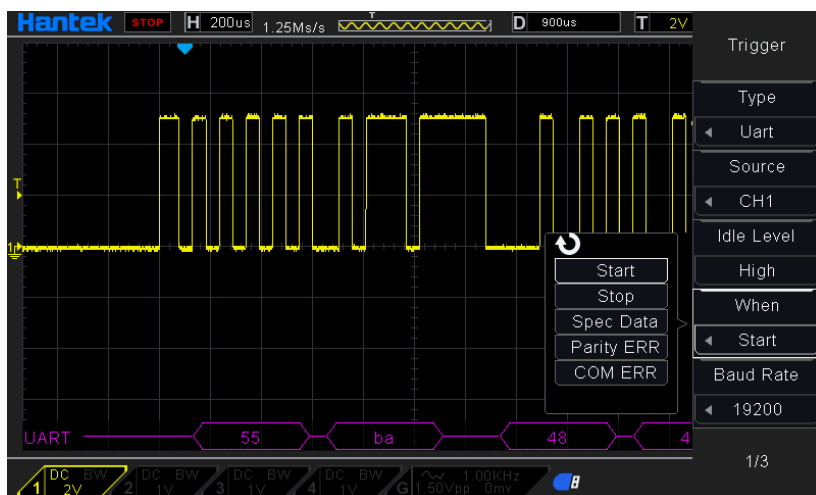 Hantek STOP H 200us 1.25Ms/s T D 900us T 2V
Trigger
Type
Uart
Source
CH1
Idle Level
High
When
Start
Baud Rate
19200
1/3
T
1
Start
Stop
Spec Data
Parity ERR
COM ERR
UART 55 ba 48 4
1 DC BW 2V 2 DC BW 1V 3 DC BW 1V 4 DC BW 1V G 1.00KHz 1.50Vpp 0mv